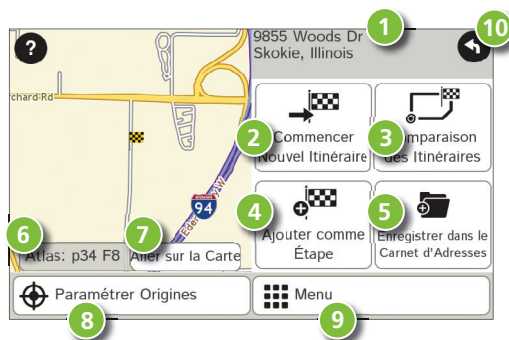 1
10
9855 Woods Dr
Skokie, Illinois
?
chard Rd
2
Commencer
Nouvel Itinéraire
3
Comparaison
des Itinéraires
94
4
Ajouter comme
Étape
5
Enregistrer dans le
Carnet d'Adresses
6
Atlas: p34 F8
7
Aller sur la Carte
Paramétrer Origines
8
Menu
9